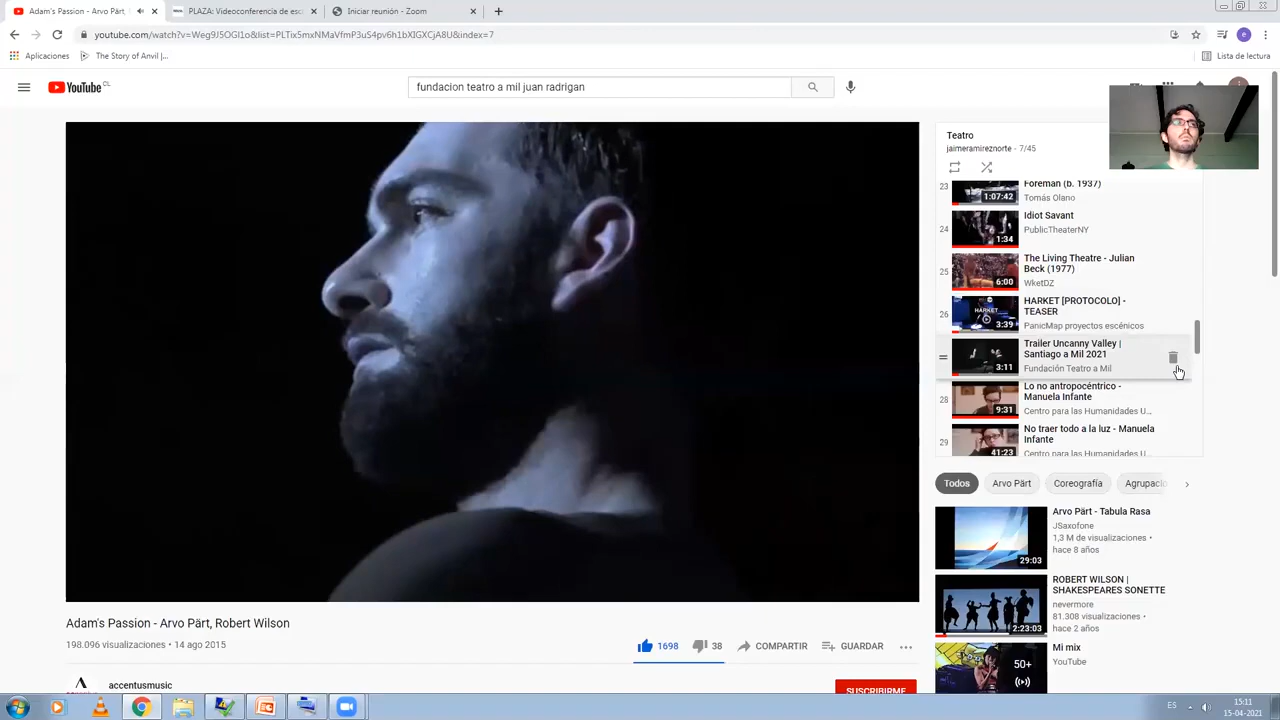 Adam's Passion - Arvo Pärt,
PLAZA: Videoconferencia de esc
Iniciar reunión - Zoom
youtube.com/watch?v=Weg9J5OGI1o&list=PLTix5mxNMaVfmP3uS4pv6h1bXIGXCjA8U&index=7
Aplicaciones
The Story of Anvil |...
Lista de lectura
YouTube CL
fundacion teatro a mil juan radrigan
Teatro
jaimeramireznorte - 7/45
23
Foreman (b. 1937)
Tomás Olano
1:07:42
24
Idiot Savant
PublicTheaterNY
1:34
25
The Living Theatre - Julian
Beck (1977)
WketDZ
6:00
26
HARKET [PROTOCOLO] -
TEASER
PanicMap proyectos escénicos
HARKET
3:39
Trailer Uncanny Valley |
Santiago a Mil 2021
Fundación Teatro a Mil
3:11
28
Lo no antropocéntrico -
Manuela Infante
Centro para las Humanidades U...
9:31
29
No traer todo a la luz - Manuela
Infante
Centro para las Humanidades U...
41:23
Todos
Arvo Pärt
Coreografía
Agrupació
Arvo Pärt - Tabula Rasa
JSaxofone
1,3 M de visualizaciones •
hace 8 años
29:03
ROBERT WILSON |
SHAKESPEARES SONETTE
nevermore
81.308 visualizaciones •
hace 2 años
2:23:03
Mi mix
YouTube
50+
Adam's Passion - Arvo Pärt, Robert Wilson
198.096 visualizaciones • 14 ago 2015
1698
38
COMPARTIR
GUARDAR
accentusmusic
SUSCRIBIRME
ES
15:11
15-04-2021